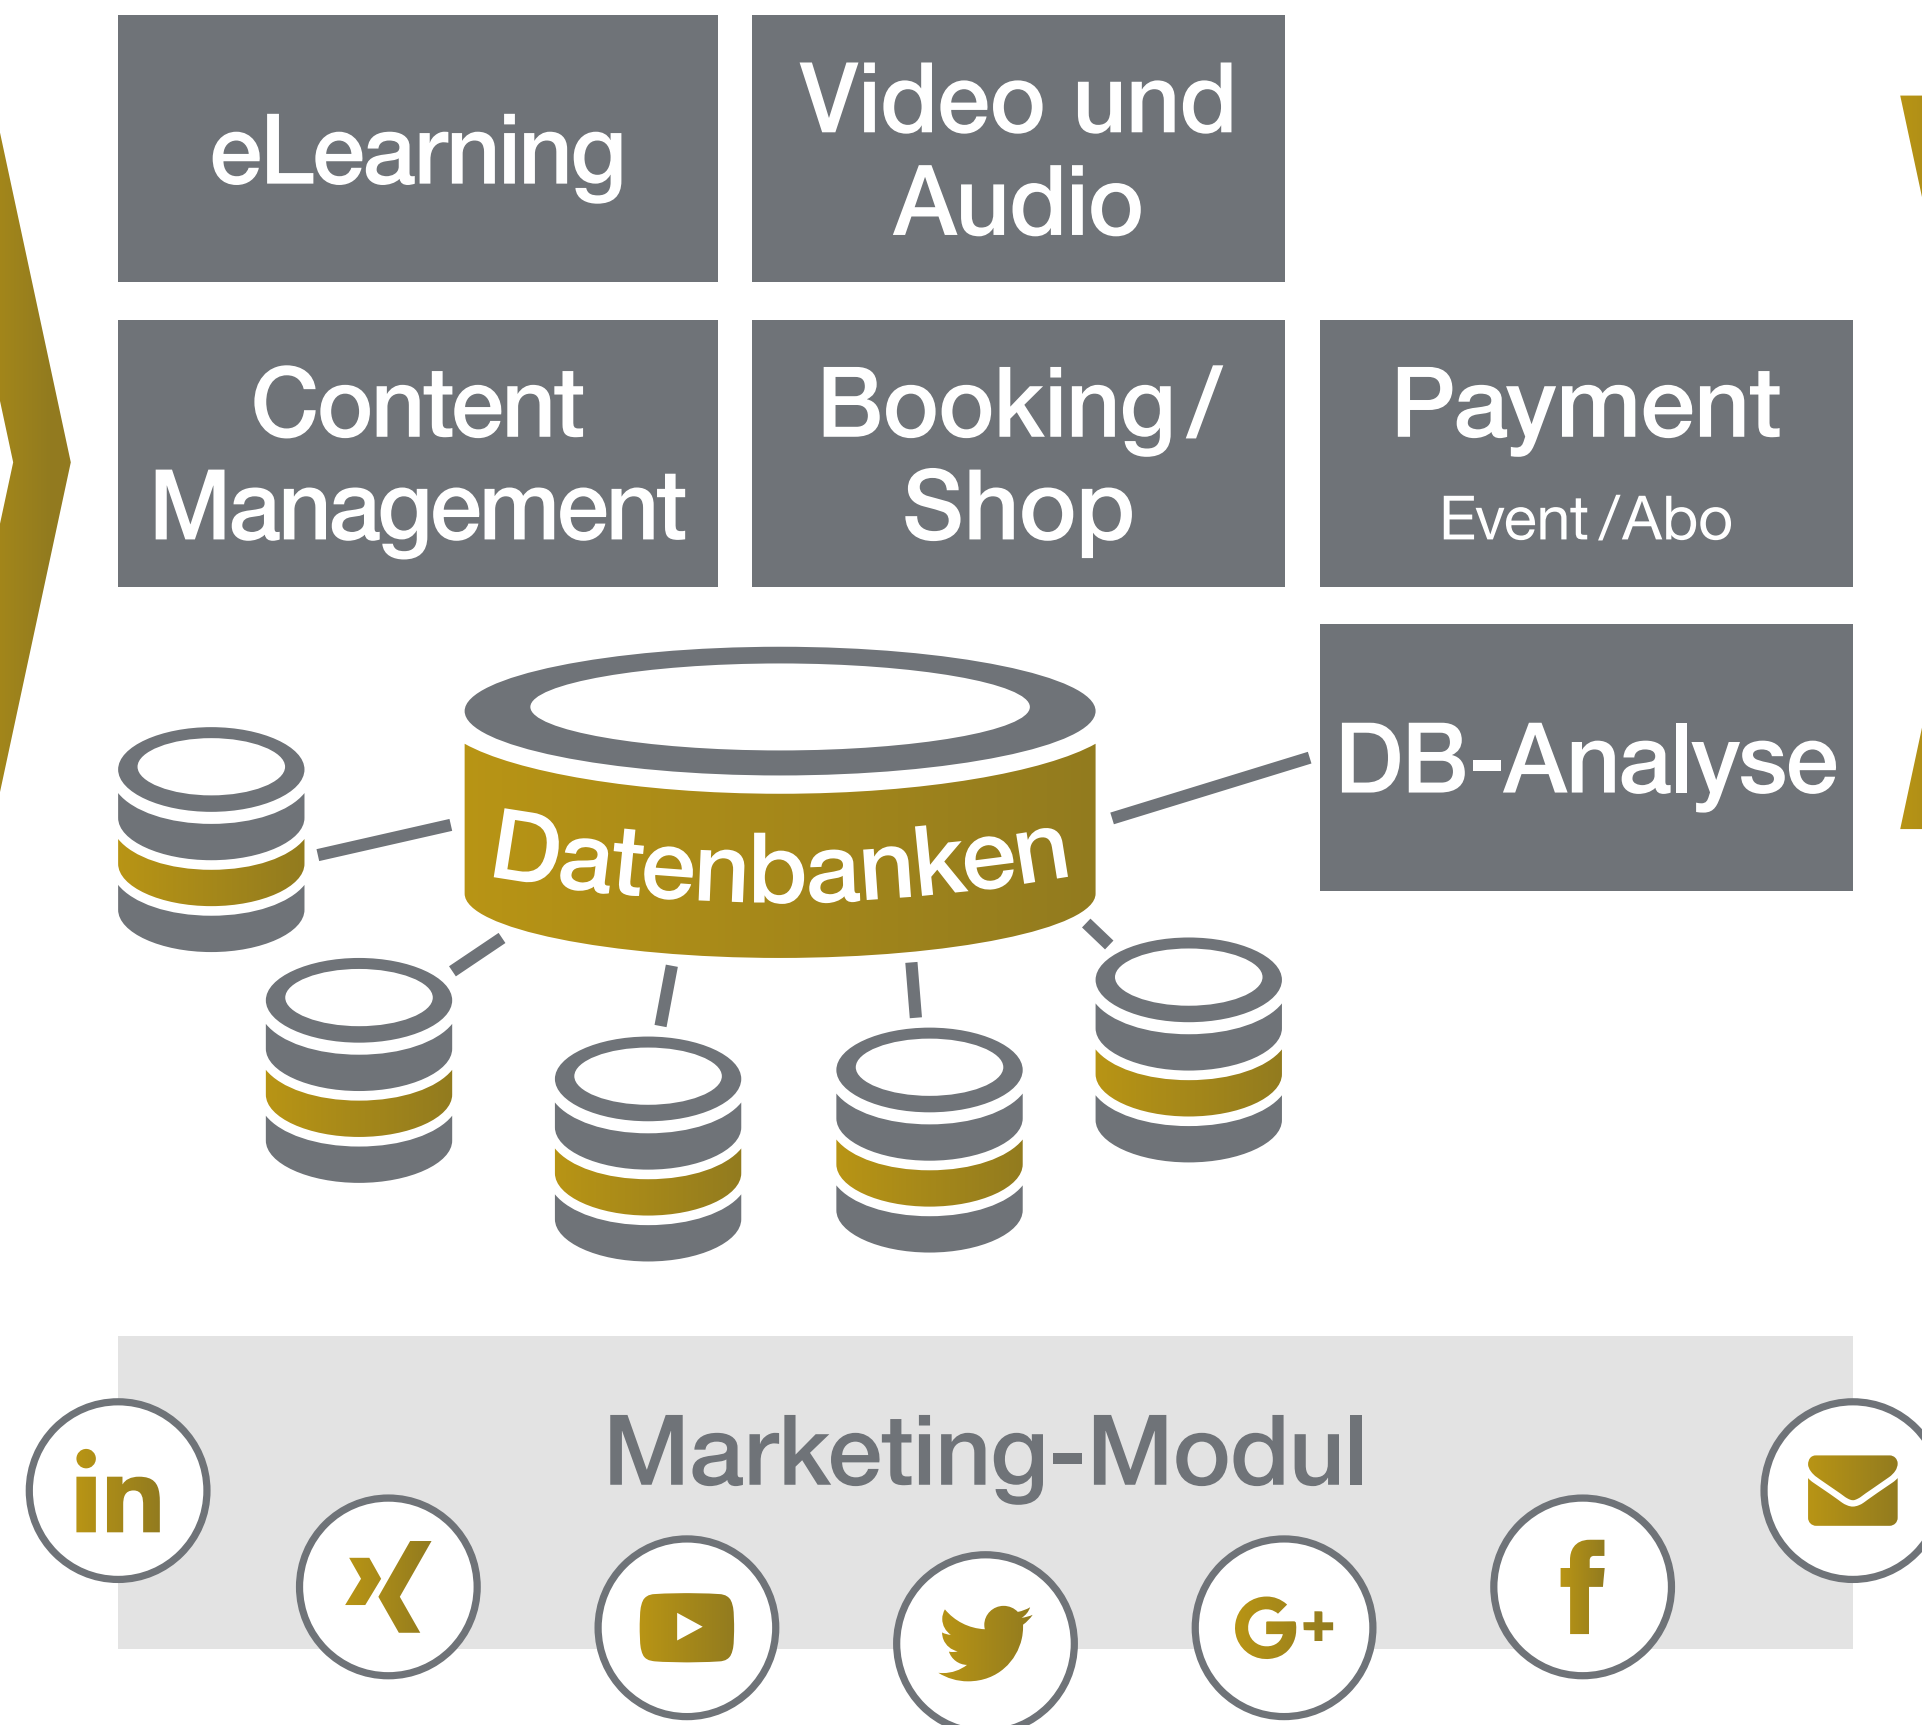 eLearning
Video und
Audio
Content
Management
Booking/
Shop
Payment
Event/Abo
DB-Analyse
Datenbanken
Marketing-Modul
in
G+
f